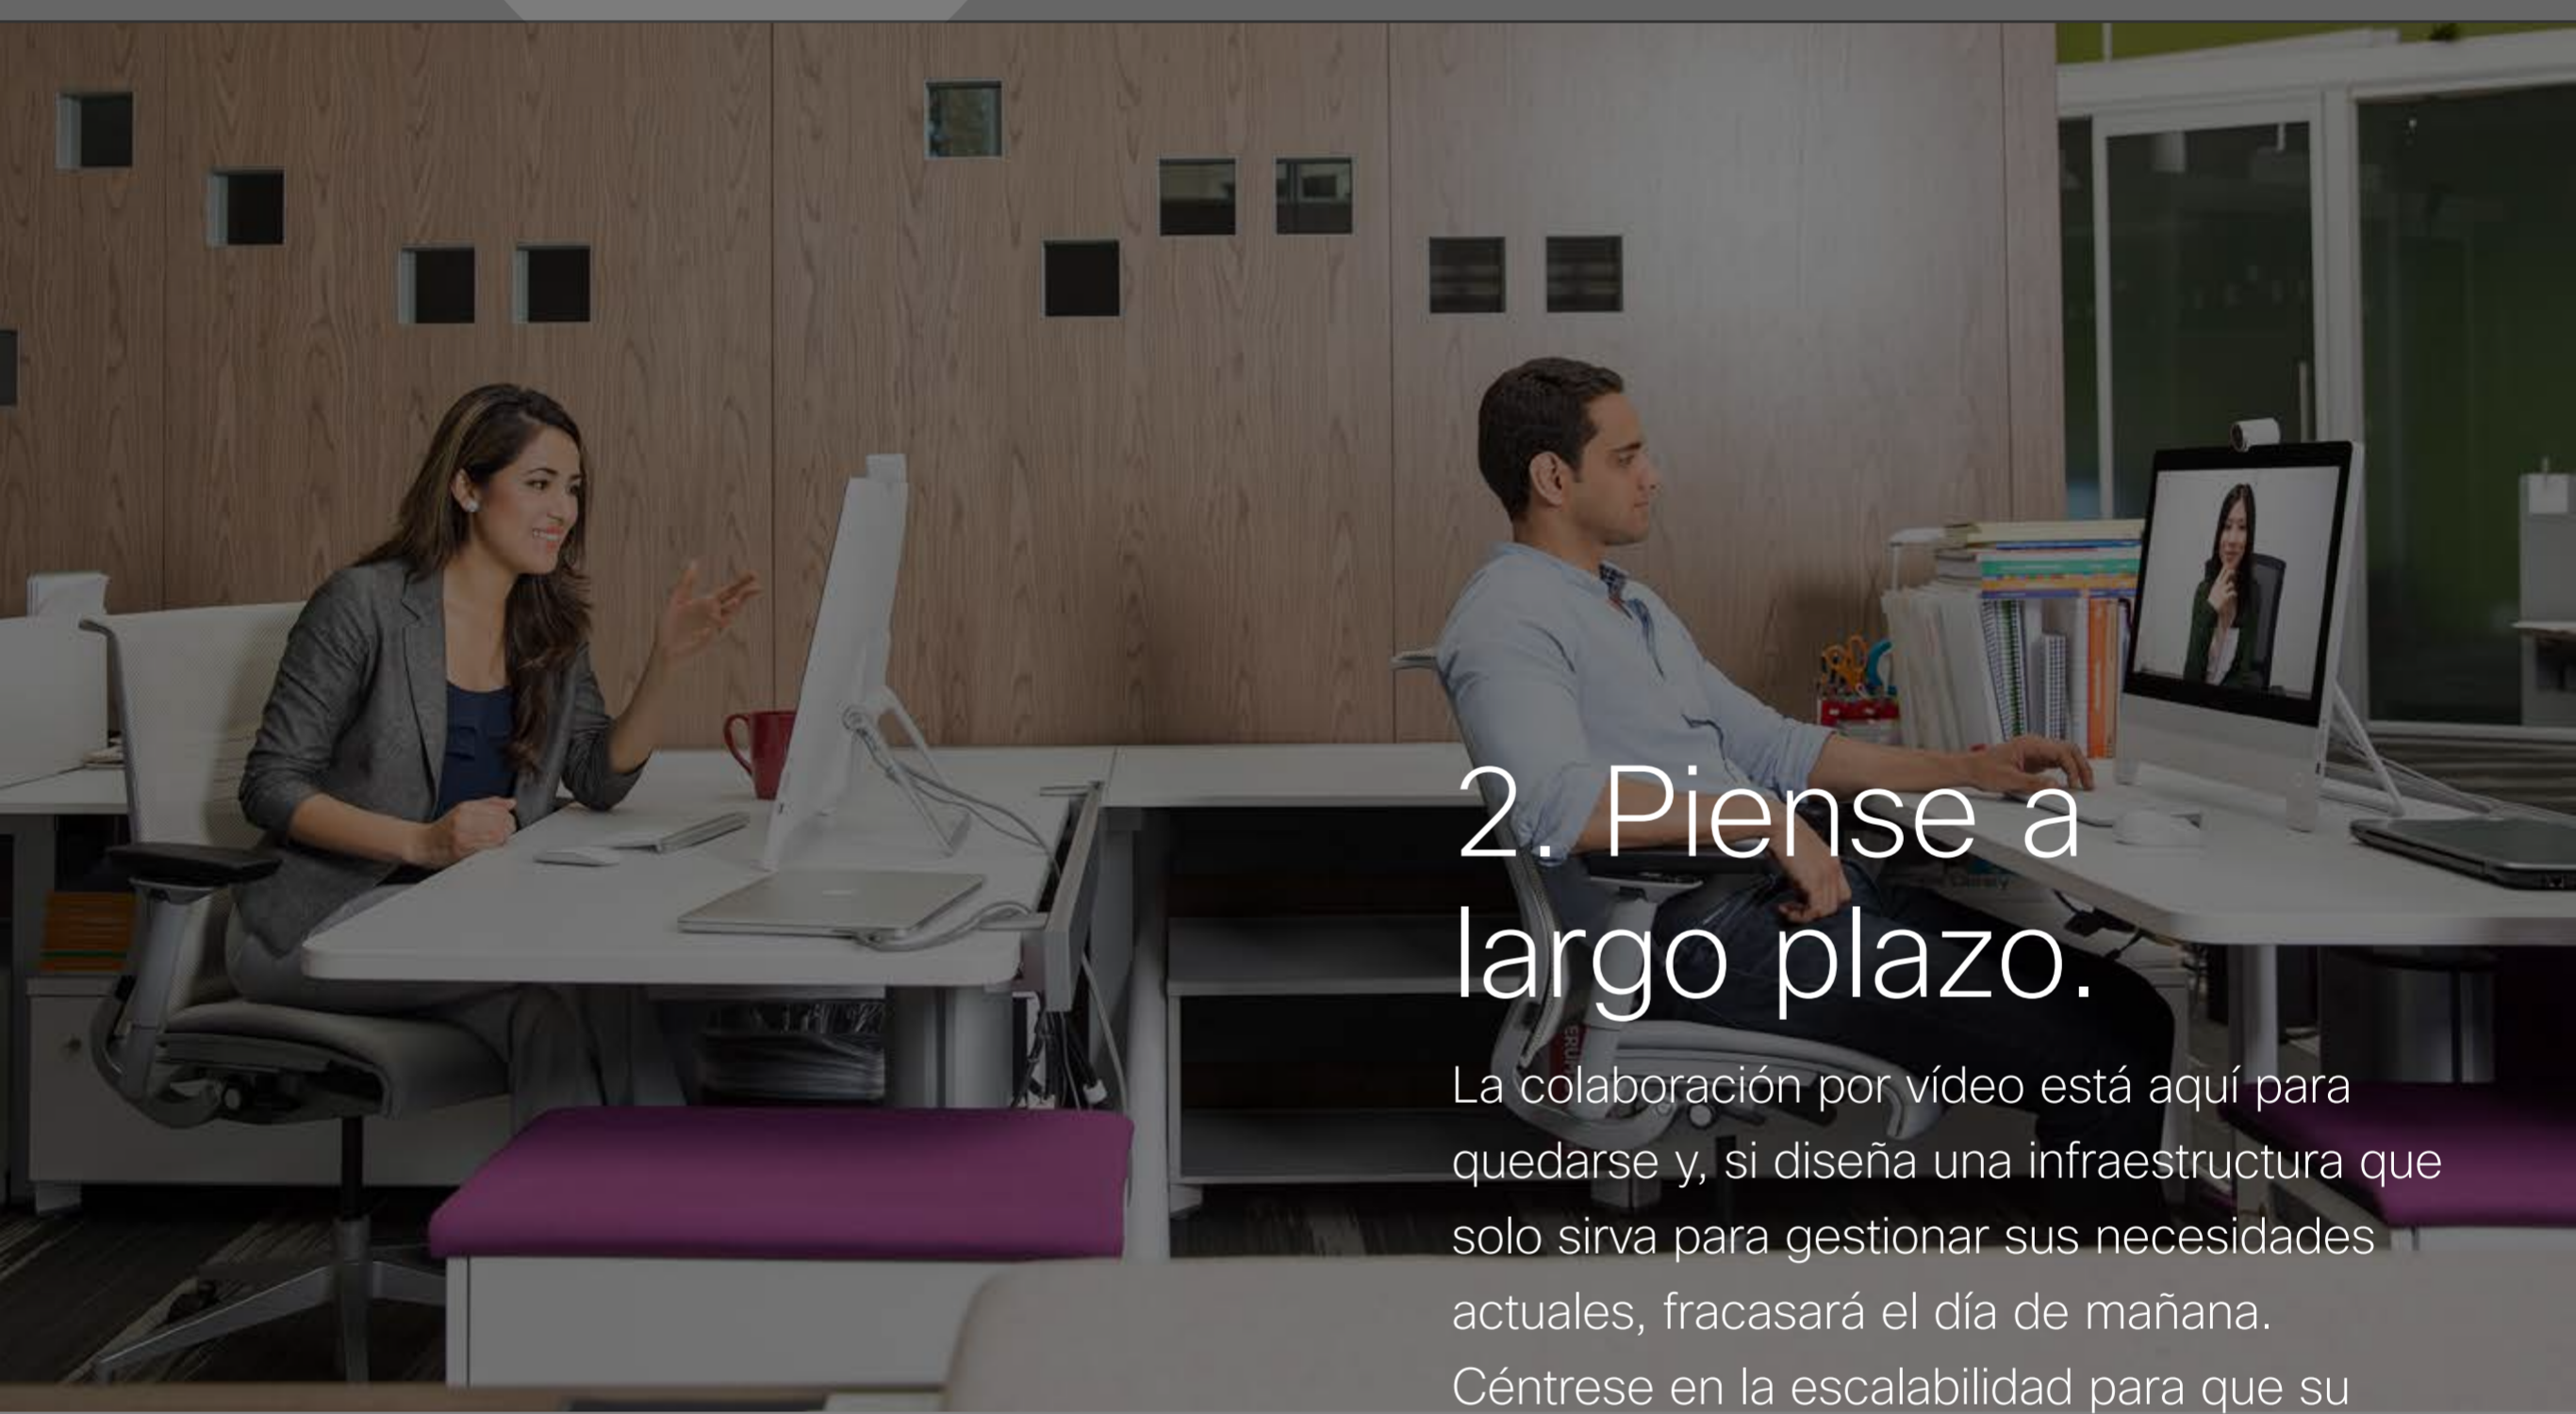 2. Piense a
largo plazo.
La colaboración por vídeo está aquí para
quedarse y, si diseña una infraestructura que
solo sirva para gestionar sus necesidades
actuales, fracasará el día de mañana.
Céntrese en la escalabilidad para que su